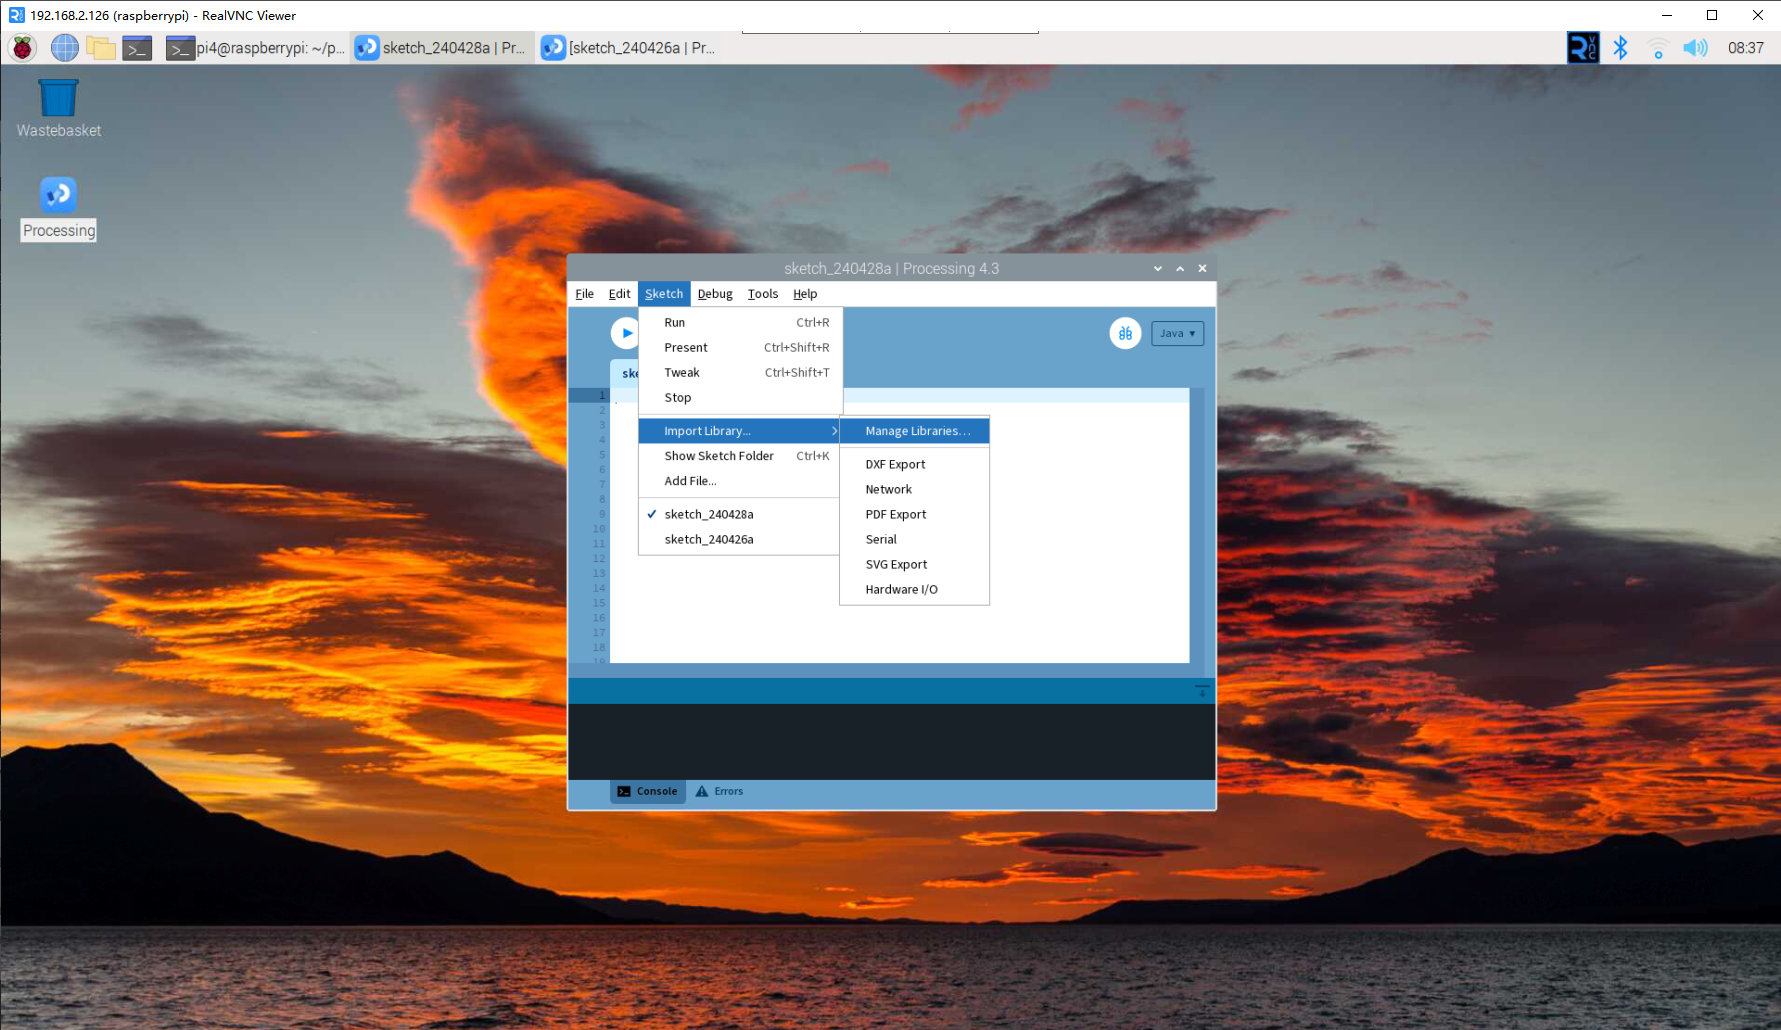 192.168.2.126 (raspberrypi) - RealVNC Viewer
pi4@raspberrypi: ~/p... sketch_240428a | Pr... [sketch_240426a | Pr... 08:37
Wastebasket
Processing
sketch_240428a | Processing 4.3
File Edit Sketch Debug Tools Help
Run Ctrl+R
Java ▾
Present Ctrl+Shift+R
Tweak Ctrl+Shift+T
ske
Stop
Import Library... Manage Libraries...
Show Sketch Folder Ctrl+K
DXF Export
Add File...
Network
✓ sketch_240428a
PDF Export
sketch_240426a
Serial
SVG Export
Hardware I/O
1
2
3
4
5
6
7
8
9
10
11
12
13
14
15
16
17
18
19
Console Errors